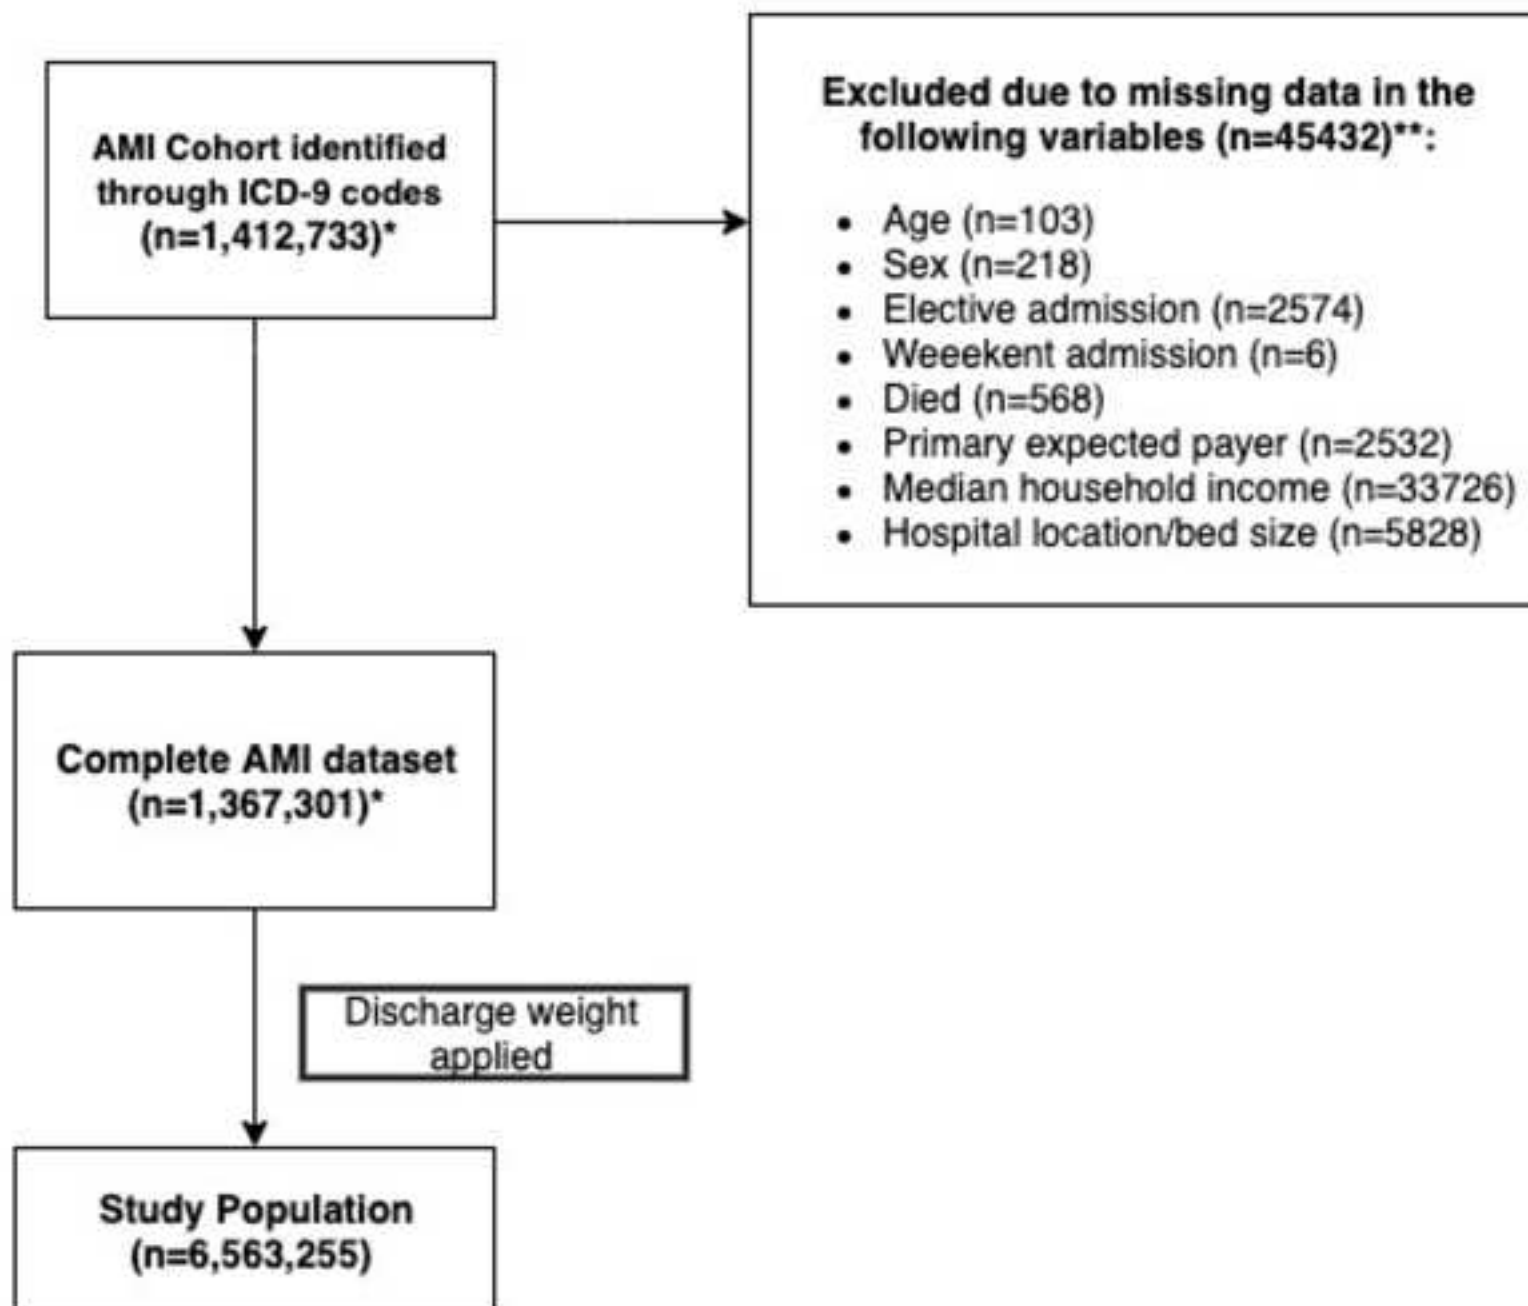 AMI Cohort identified
through ICD-9 codes
(n=1,412,733)*
Excluded due to missing data in the
following variables (n=45432)**:
• Age (n=103)
• Sex (n=218)
• Elective admission (n=2574)
• Weeekent admission (n=6)
• Died (n=568)
• Primary expected payer (n=2532)
• Median household income (n=33726)
• Hospital location/bed size (n=5828)
Complete AMI dataset
(n=1,367,301)*
Discharge weight
applied
Study Population
(n=6,563,255)